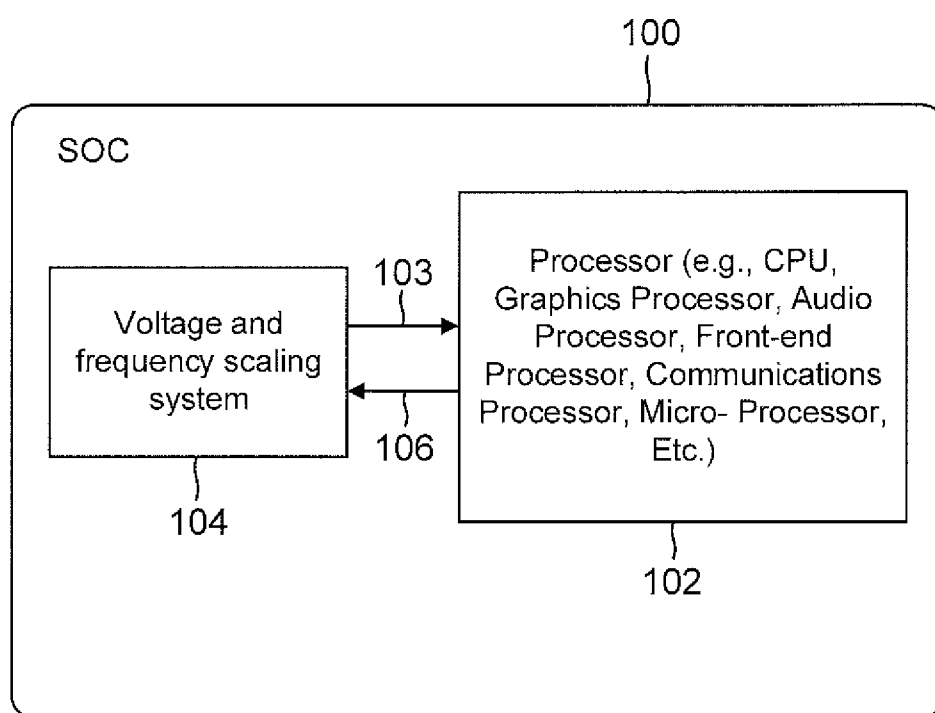 100
SOC
103
Voltage and
frequency scaling
system
106
104
Processor (e.g., CPU,
Graphics Processor, Audio
Processor, Front-end
Processor, Communications
Processor, Micro- Processor,
Etc.)
102